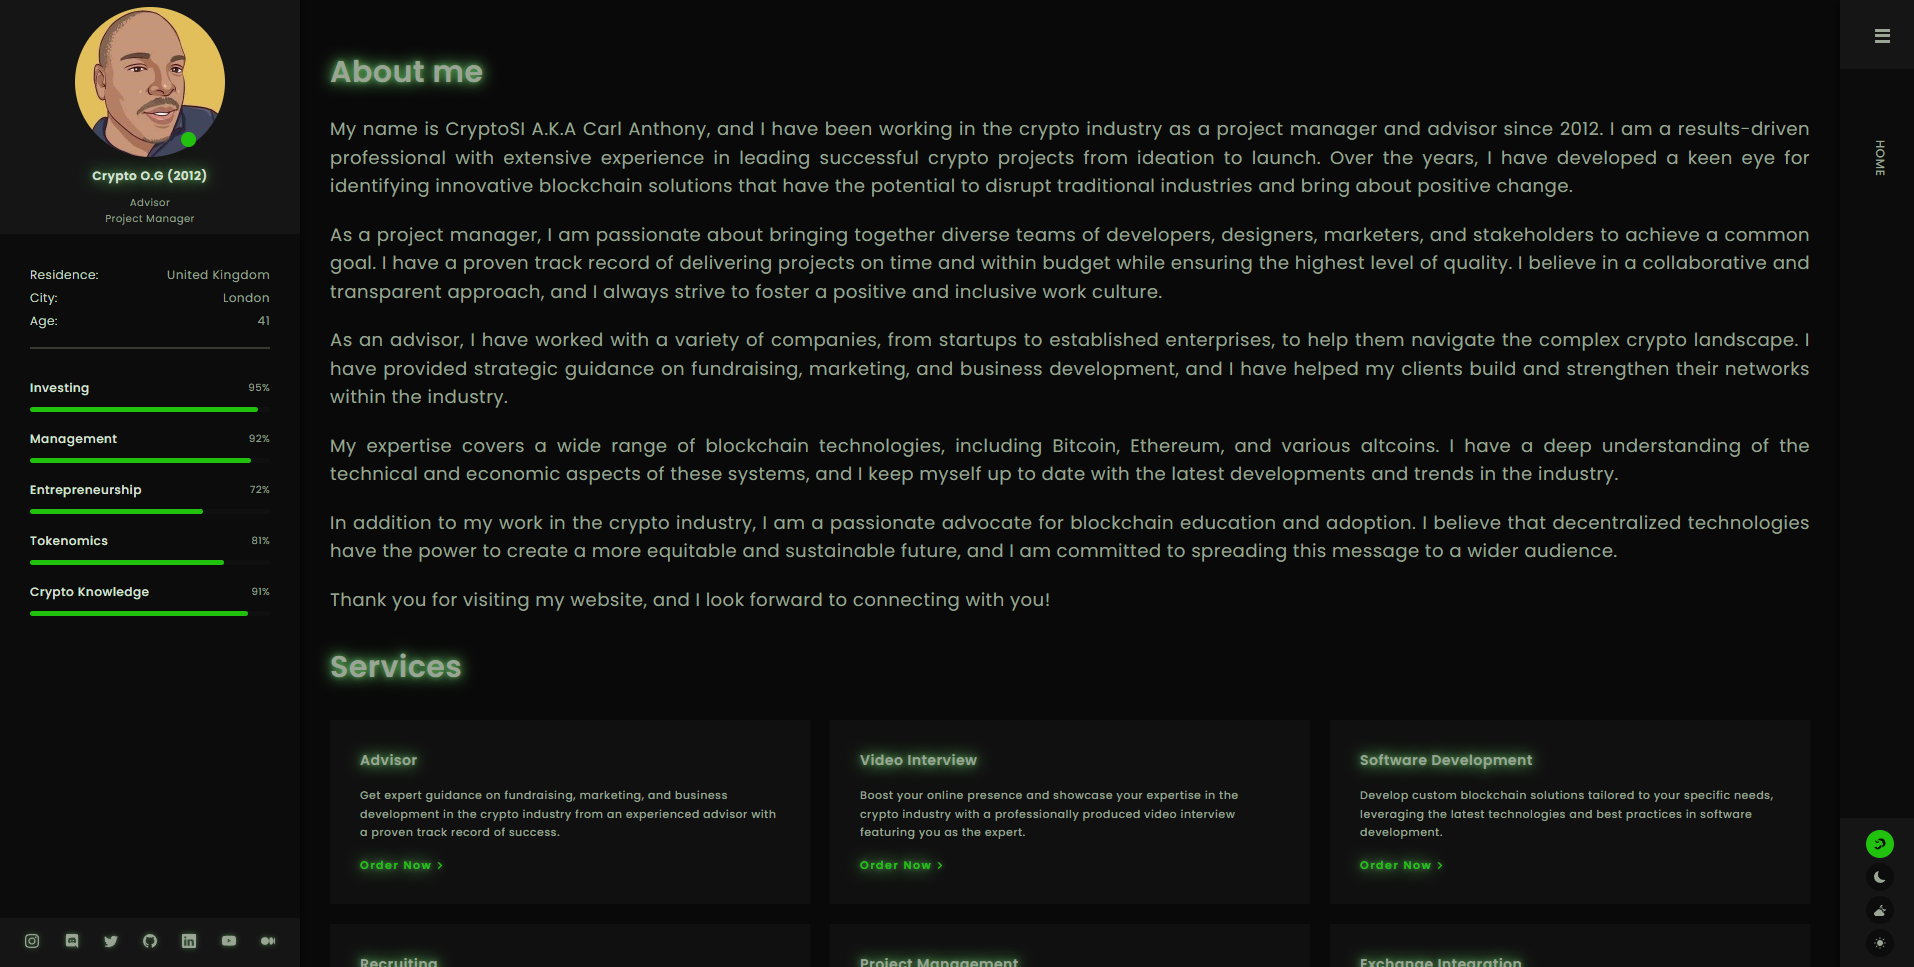 Crypto O.G (2012)
Advisor
Project Manager
Residence: United Kingdom
City: London
Age: 41
Investing 95%
Management 92%
Entrepreneurship 72%
Tokenomics 81%
Crypto Knowledge 91%
About me
My name is CryptoSI A.K.A Carl Anthony, and I have been working in the crypto industry as a project manager and advisor since 2012. I am a results-driven
professional with extensive experience in leading successful crypto projects from ideation to launch. Over the years, I have developed a keen eye for
identifying innovative blockchain solutions that have the potential to disrupt traditional industries and bring about positive change.
As a project manager, I am passionate about bringing together diverse teams of developers, designers, marketers, and stakeholders to achieve a common
goal. I have a proven track record of delivering projects on time and within budget while ensuring the highest level of quality. I believe in a collaborative and
transparent approach, and I always strive to foster a positive and inclusive work culture.
As an advisor, I have worked with a variety of companies, from startups to established enterprises, to help them navigate the complex crypto landscape. I
have provided strategic guidance on fundraising, marketing, and business development, and I have helped my clients build and strengthen their networks
within the industry.
My expertise covers a wide range of blockchain technologies, including Bitcoin, Ethereum, and various altcoins. I have a deep understanding of the
technical and economic aspects of these systems, and I keep myself up to date with the latest developments and trends in the industry.
In addition to my work in the crypto industry, I am a passionate advocate for blockchain education and adoption. I believe that decentralized technologies
have the power to create a more equitable and sustainable future, and I am committed to spreading this message to a wider audience.
Thank you for visiting my website, and I look forward to connecting with you!
Services
Advisor
Get expert guidance on fundraising, marketing, and business
development in the crypto industry from an experienced advisor with
a proven track record of success.
Order Now >
Video Interview
Boost your online presence and showcase your expertise in the
crypto industry with a professionally produced video interview
featuring you as the expert.
Order Now >
Software Development
Develop custom blockchain solutions tailored to your specific needs,
leveraging the latest technologies and best practices in software
development.
Order Now >
Recruiting
Project Management
Exchange Integration
HOME